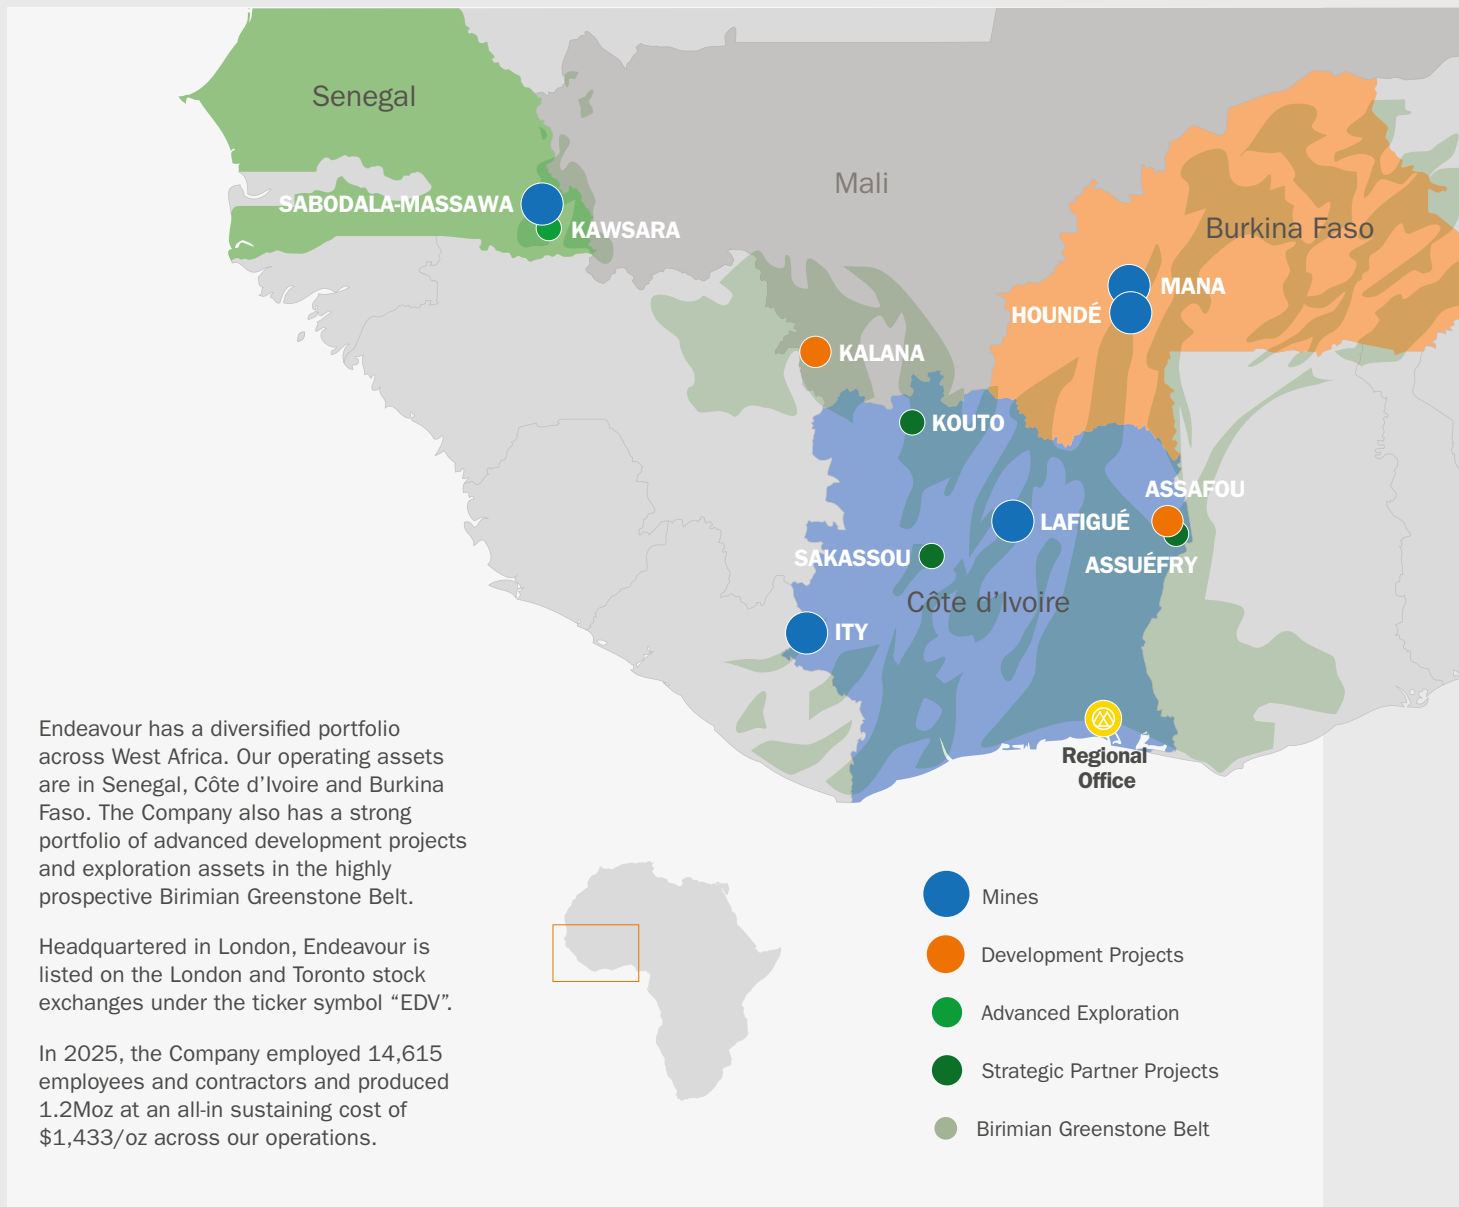 Senegal
Mali
SABODALA-MASSAWA
KAWSARA
Burkina Faso
MANA
HOUNDÉ
KALANA
KOUTO
ASSAFOU
LAFIGUÉ
SAKASSOU
ASSUÉFRY
Côte d’Ivoire
ITY
Regional
Office
Endeavour has a diversified portfolio
across West Africa. Our operating assets
are in Senegal, Côte d’Ivoire and Burkina
Faso. The Company also has a strong
portfolio of advanced development projects
and exploration assets in the highly
prospective Birimian Greenstone Belt.
Headquartered in London, Endeavour is
listed on the London and Toronto stock
exchanges under the ticker symbol “EDV”.
In 2025, the Company employed 14,615
employees and contractors and produced
1.2Moz at an all-in sustaining cost of
$1,433/oz across our operations.
Mines
Development Projects
Advanced Exploration
Strategic Partner Projects
Birimian Greenstone Belt